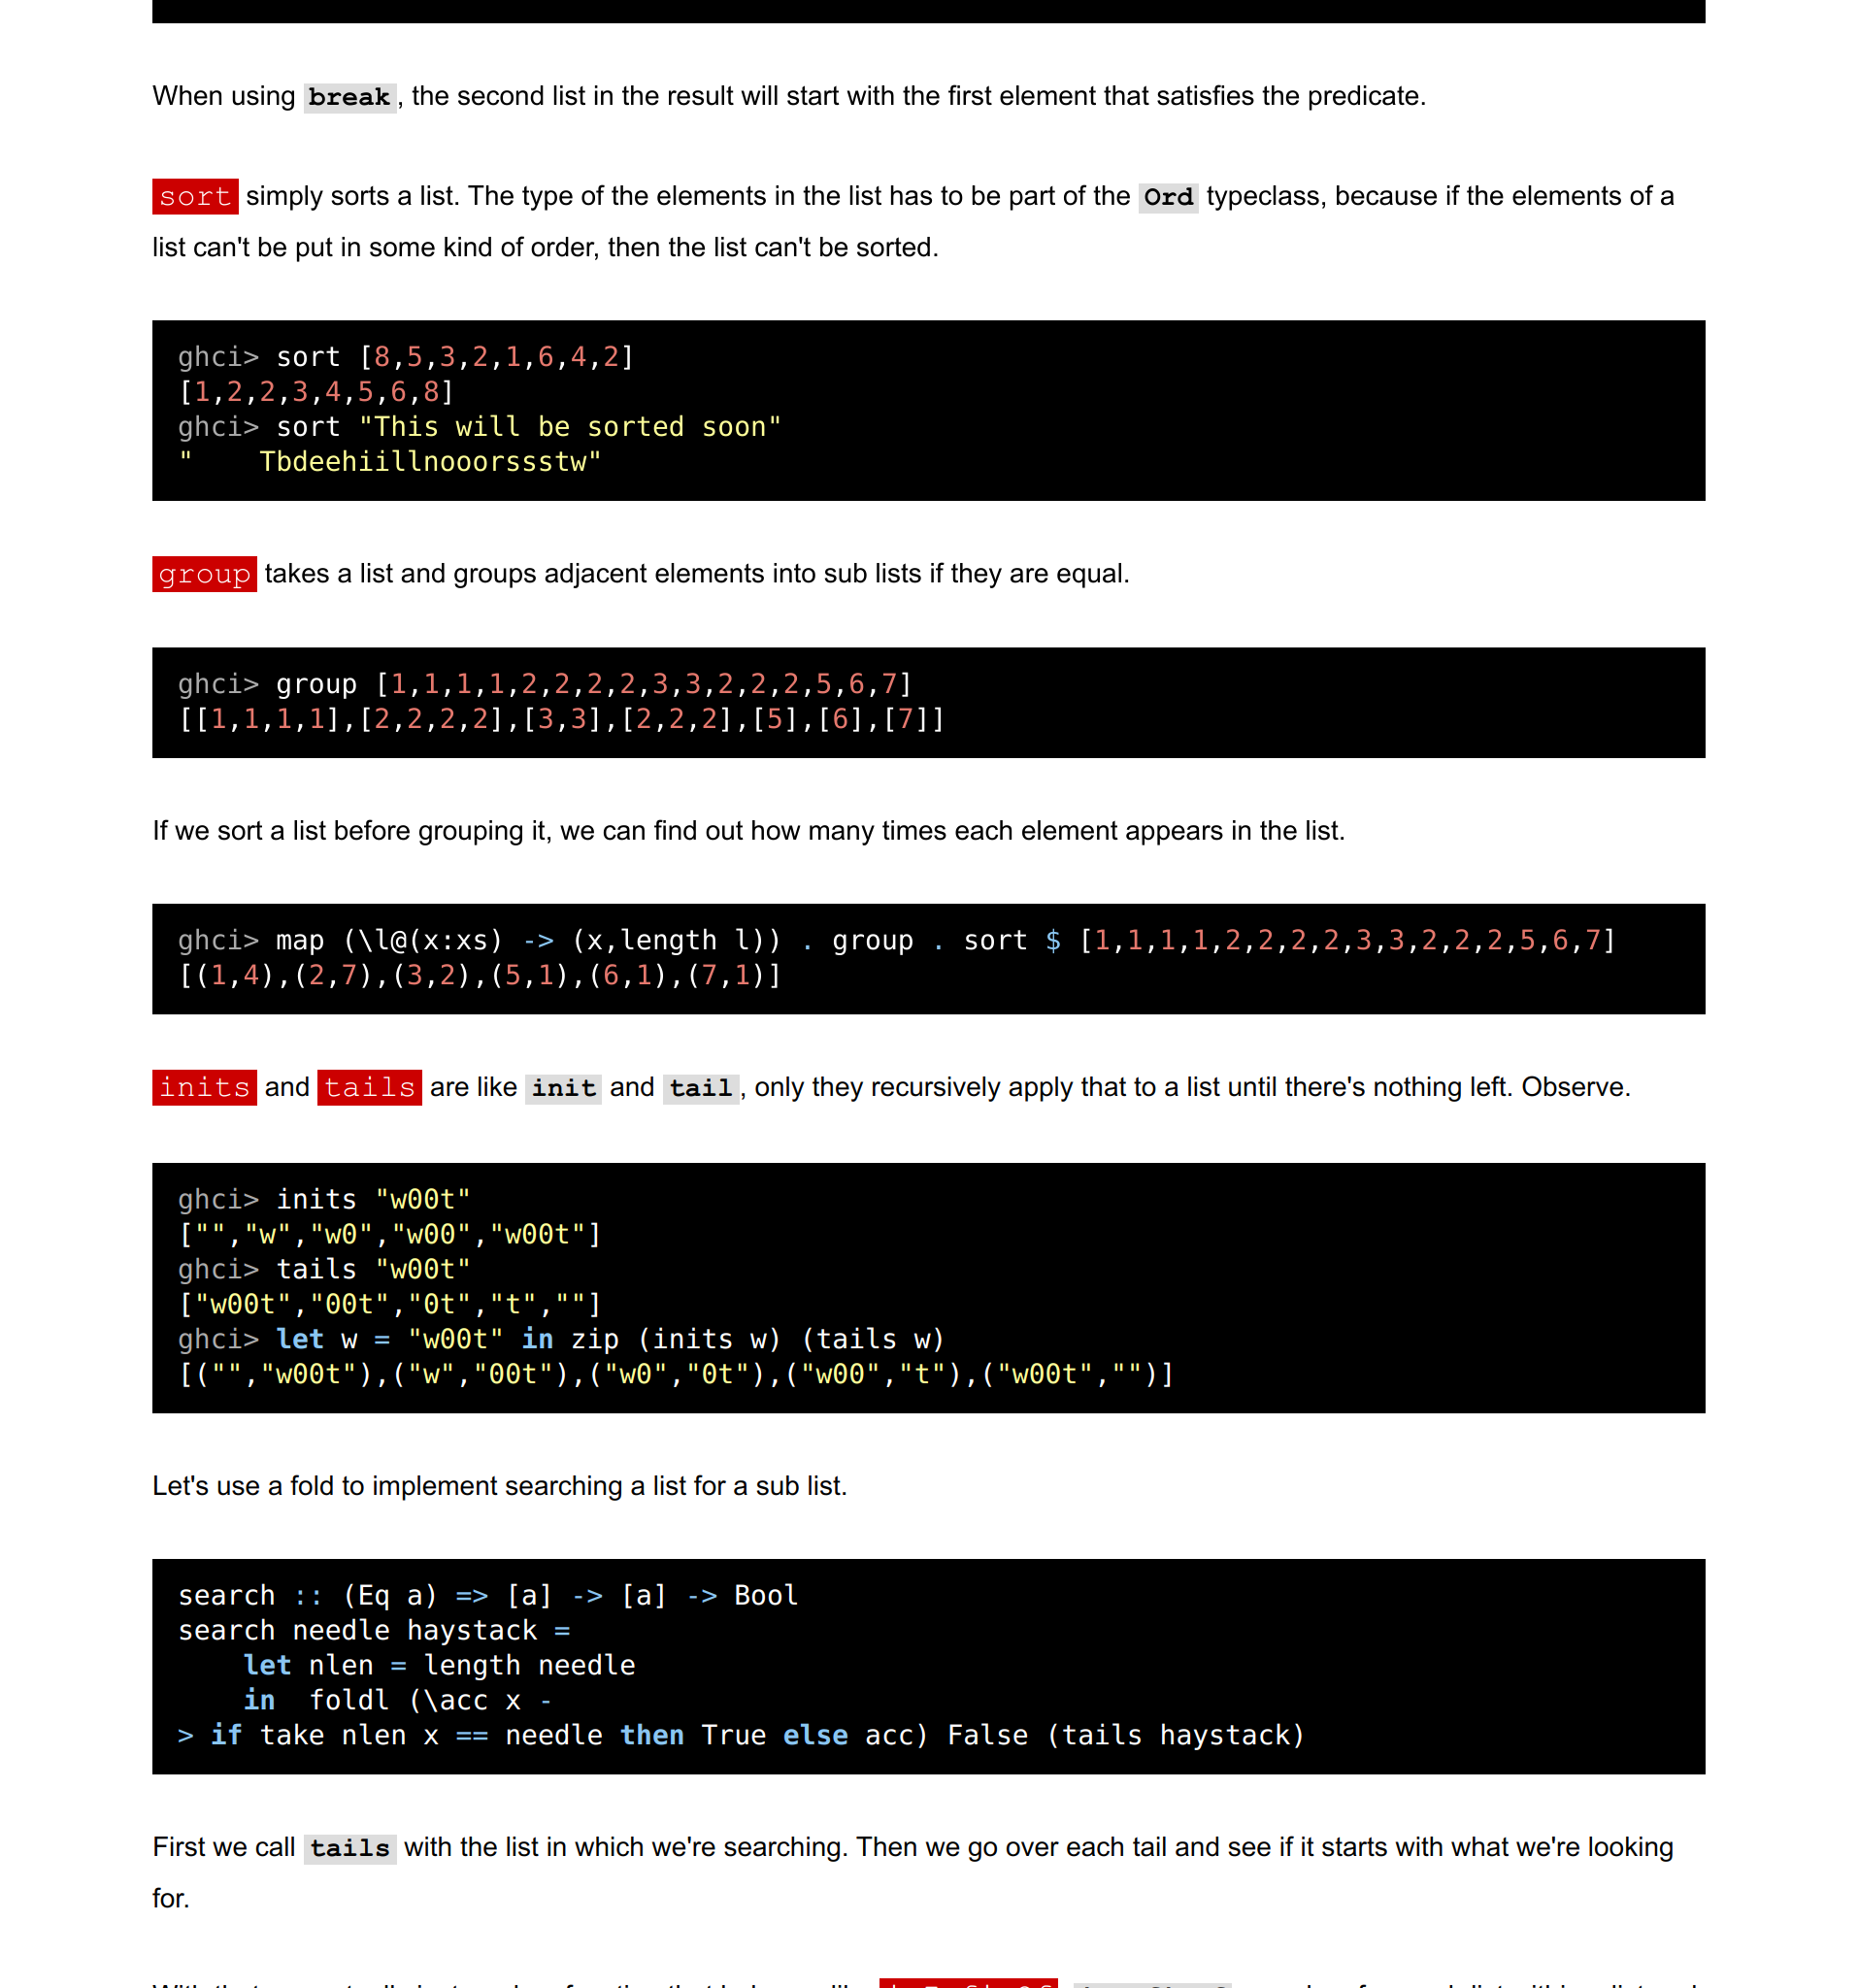 When using break, the second list in the result will start with the first element that satisfies the predicate.
sort simply sorts a list. The type of the elements in the list has to be part of the Ord typeclass, because if the elements of a
list can't be put in some kind of order, then the list can't be sorted.
ghci> sort [8,5,3,2,1,6,4,2]
[1,2,2,3,4,5,6,8]
ghci> sort "This will be sorted soon"
"    Tbdeehiillnooorssstw"
group takes a list and groups adjacent elements into sub lists if they are equal.
ghci> group [1,1,1,1,2,2,2,2,3,3,2,2,2,5,6,7]
[[1,1,1,1],[2,2,2,2],[3,3],[2,2,2],[5],[6],[7]]
If we sort a list before grouping it, we can find out how many times each element appears in the list.
ghci> map (\l@(x:xs) -> (x,length l)) . group . sort $ [1,1,1,1,2,2,2,2,3,3,2,2,2,5,6,7]
[(1,4),(2,7),(3,2),(5,1),(6,1),(7,1)]
inits and tails are like init and tail, only they recursively apply that to a list until there's nothing left. Observe.
ghci> inits "w00t"
["","w","w0","w00","w00t"]
ghci> tails "w00t"
["w00t","00t","0t","t",""]
ghci> let w = "w00t" in zip (inits w) (tails w)
[("","w00t"),("w","00t"),("w0","0t"),("w00","t"),("w00t","")]
Let's use a fold to implement searching a list for a sub list.
search :: (Eq a) => [a] -> [a] -> Bool
search needle haystack =
    let nlen = length needle
    in  foldl (\acc x -
> if take nlen x == needle then True else acc) False (tails haystack)
First we call tails with the list in which we're searching. Then we go over each tail and see if it starts with what we're looking
for.